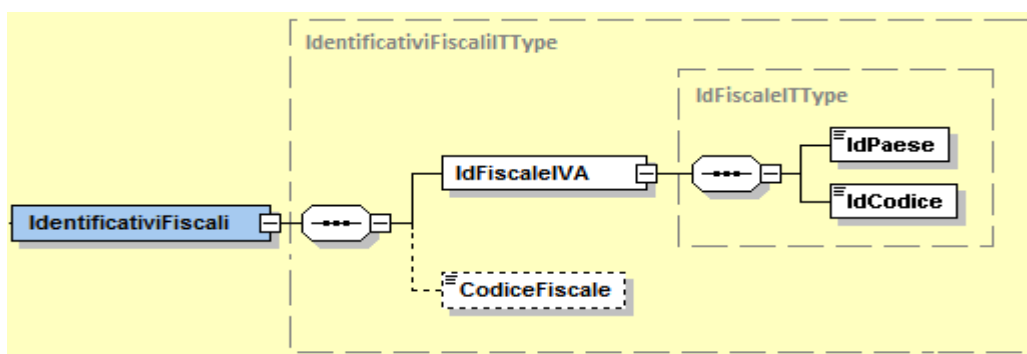 IdentificativiFiscaliITType
IdFiscaleITType
IdPaese
IdFiscaleIVA
IdCodice
IdentificativiFiscali
CodiceFiscale